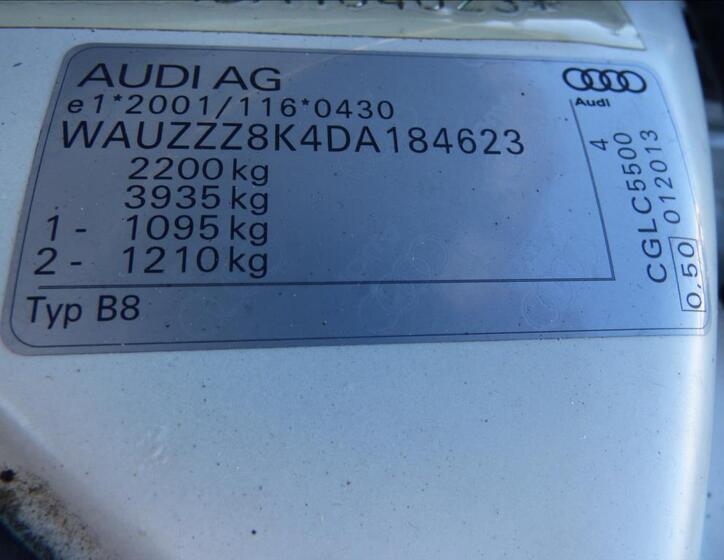 AUDI AG
e1*2001/116*0430
WAUZZZ8K4DA184623
2200 kg
3935 kg
1 - 1095 kg
2 - 1210 kg
Typ B8
Audi
4
CGLC5500
012013
0,50